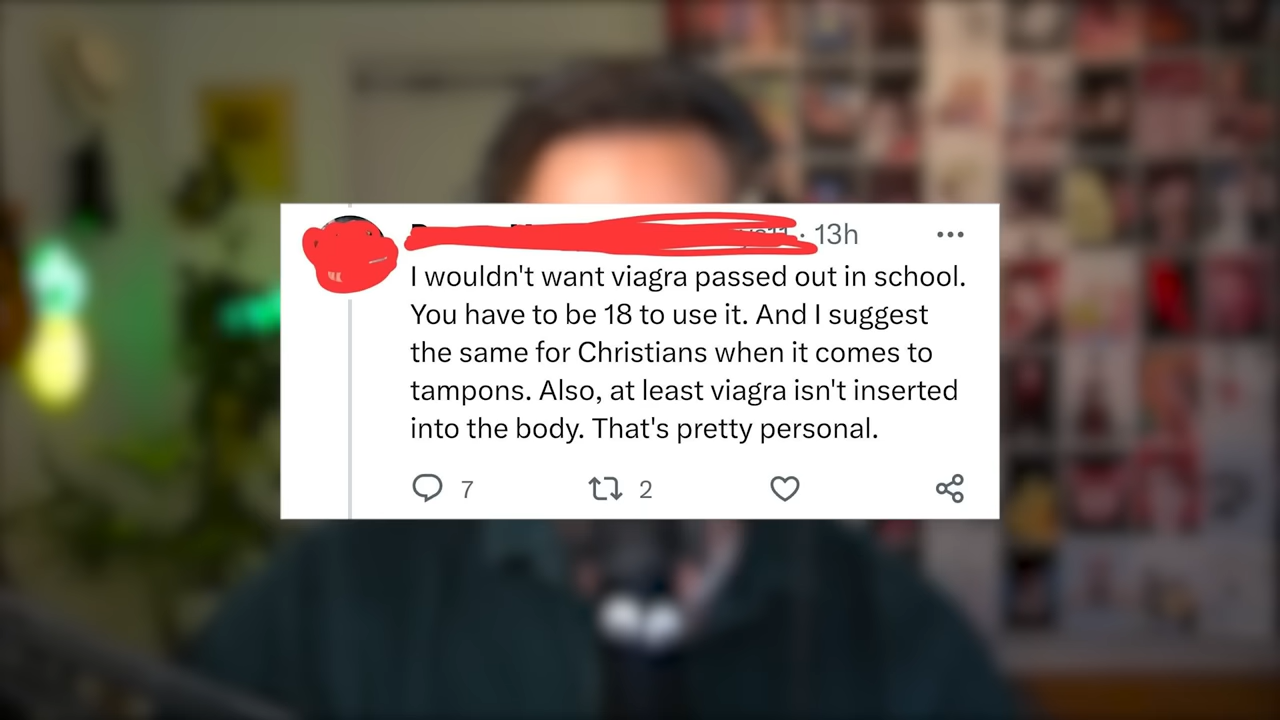 · 13h
I wouldn't want viagra passed out in school.
You have to be 18 to use it. And I suggest
the same for Christians when it comes to
tampons. Also, at least viagra isn't inserted
into the body. That's pretty personal.
7 2